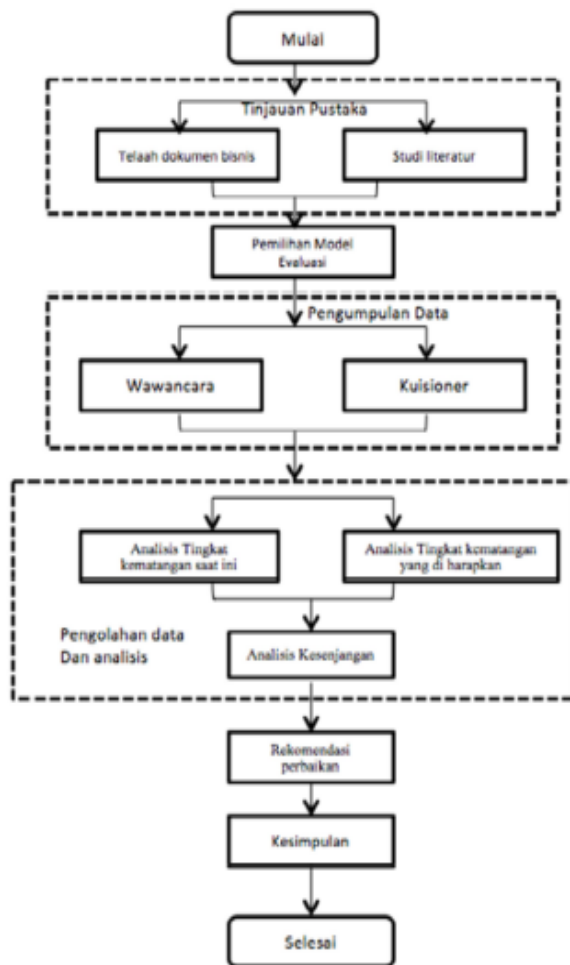 Mulai
Tinjauan Pustaka
Telaah dokumen bisnis
Studi literatur
Pemilihan Model
Evaluasi
Pengumpulan Data
Wawancara
Kuisioner
Analisis Tingkat
kematangan saat ini
Analisis Tingkat kematangan
yang di harapkan
Pengolahan data
Dan analisis
Analisis Kesenjangan
Rekomendasi
perbaikan
Kesimpulan
Selesai